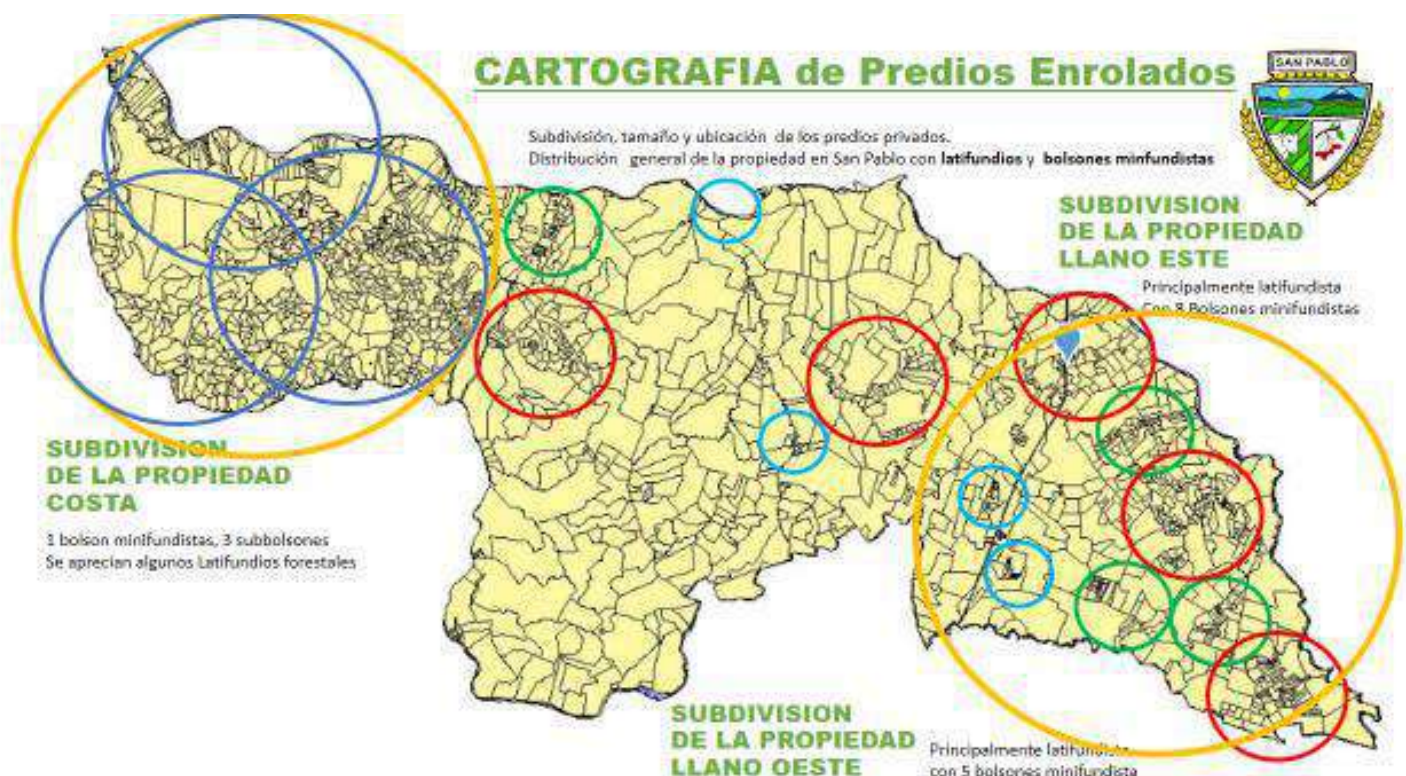 CARTOGRAFIA de Predios Enrolados
SAN PABLO
Subdivisión, tamaño y ubicación de los predios privados.
Distribución general de la propiedad en San Pablo con latifundios y bolsones minfundistas
SUBDIVISION
DE LA PROPIEDAD
LLANO ESTE
Principalmente latifundista
Con 8 Bolsones minifundistas
SUBDIVISION
DE LA PROPIEDAD
COSTA
1 bolson minifundistas, 3 subbolsones
Se aprecian algunos Latifundios forestales
SUBDIVISION
DE LA PROPIEDAD
LLANO OESTE
Principalmente latifundista
con 5 bolsones minifundista